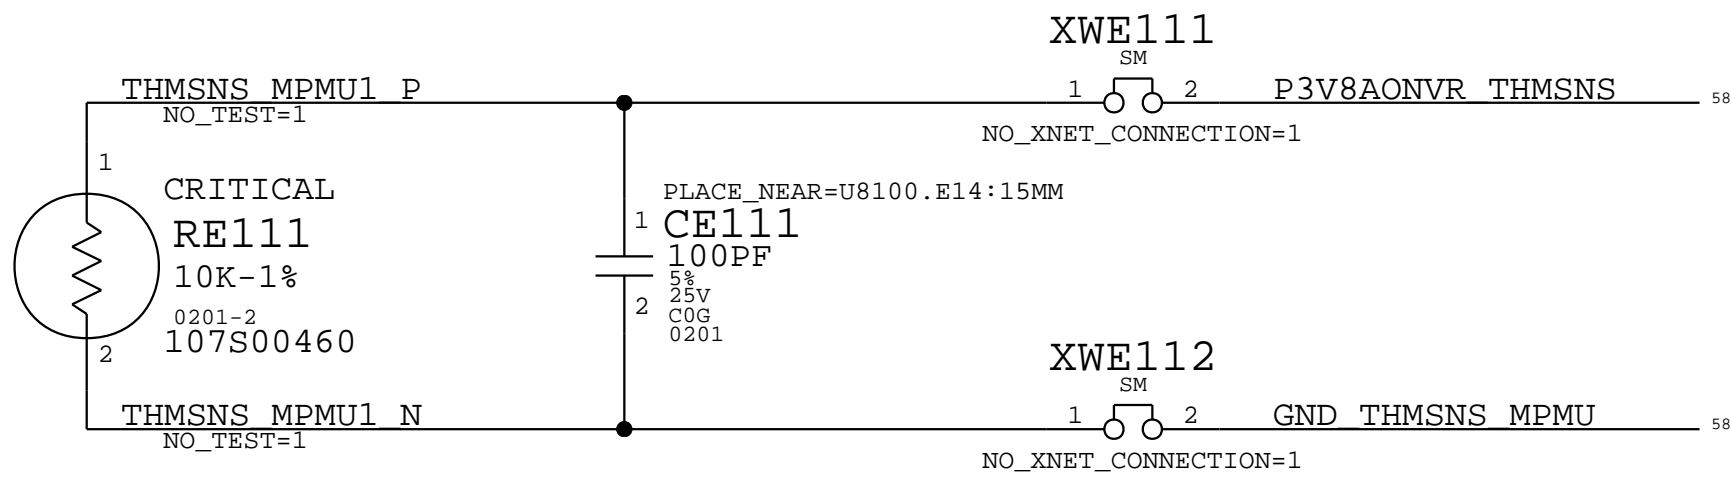 XWE111
SM
THMSNS_MPMU1_P
1
2
P3V8AONVR_THMSNS
58
NO_TEST=1
NO_XNET_CONNECTION=1
1
CRITICAL
RE111
10K-1%
0201-2
107S00460
2
PLACE_NEAR=U8100.E14:15MM
1
CE111
100PF
5%
25V
2
C0G
0201
XWE112
SM
THMSNS_MPMU1_N
1
2
GND_THMSNS_MPMU
58
NO_TEST=1
NO_XNET_CONNECTION=1